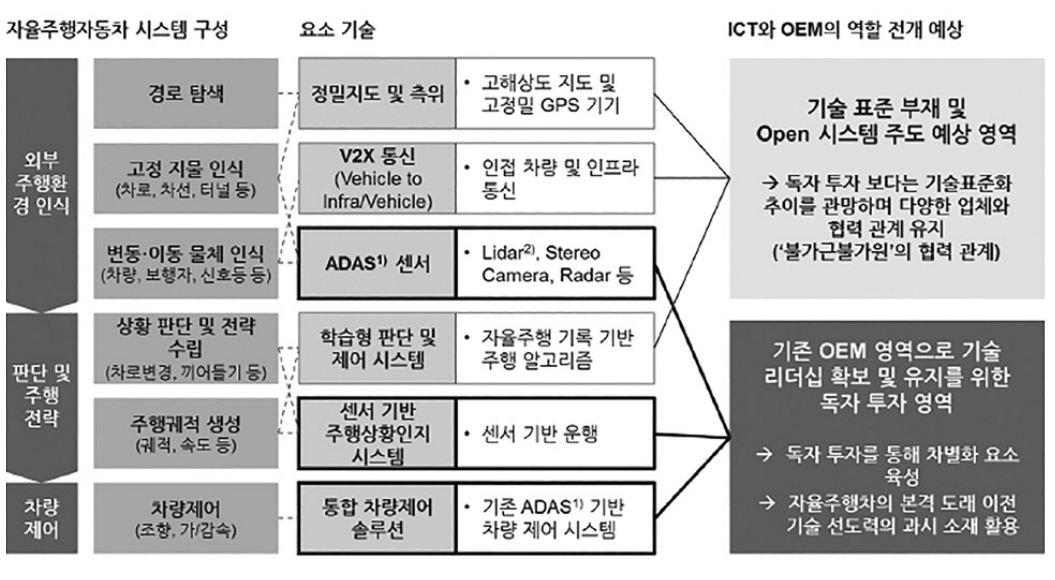 자율주행자동차 시스템 구성
요소 기술
ICT와 OEM의 역할 전개 예상
외부
주행환
경 인식
경로 탐색
고정 지물 인식
(차로, 차선, 터널 등)
변동·이동 물체 인식
(차량, 보행자, 신호등 등)
판단 및
주행
전략
상황 판단 및 전략
수립
(차로변경, 끼어들기 등)
주행궤적 생성
(궤적, 속도 등)
차량
제어
차량제어
(조향, 가/감속)
정밀지도 및 측위
• 고해상도 지도 및
고정밀 GPS 기기
V2X 통신
(Vehicle to
Infra/Vehicle)
• 인접 차량 및 인프라
통신
ADAS1) 센서
• Lidar2), Stereo
Camera, Radar 등
학습형 판단 및
제어 시스템
• 자율주행 기록 기반
주행 알고리즘
센서 기반
주행상황인지
시스템
• 센서 기반 운행
통합 차량제어
솔루션
• 기존 ADAS1) 기반
차량 제어 시스템
기술 표준 부재 및
Open 시스템 주도 예상 영역
→ 독자 투자 보다는 기술표준화
추이를 관망하며 다양한 업체와
협력 관계 유지
(‘불가근불가원’의 협력 관계)
기존 OEM 영역으로 기술
리더십 확보 및 유지를 위한
독자 투자 영역
→ 독자 투자를 통해 차별화 요소
육성
→ 자율주행차의 본격 도래 이전
기술 선도력의 과시 소재 활용